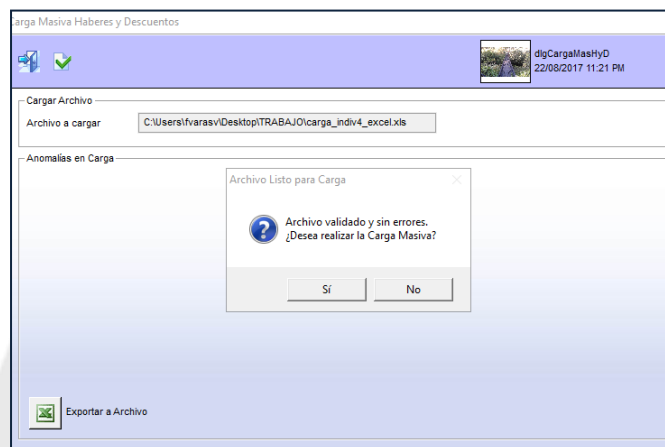 Carga Masiva Haberes y Descuentos
dlgCargaMasHyD
22/08/2017 11:21 PM
Cargar Archivo
Archivo a cargar
C:\Users\fvarasv\Desktop\TRABAJO\carga_indiv4_excel.xls
Anomalías en Carga
Archivo Listo para Carga
Archivo validado y sin errores.
¿Desea realizar la Carga Masiva?
Sí
No
Exportar a Archivo